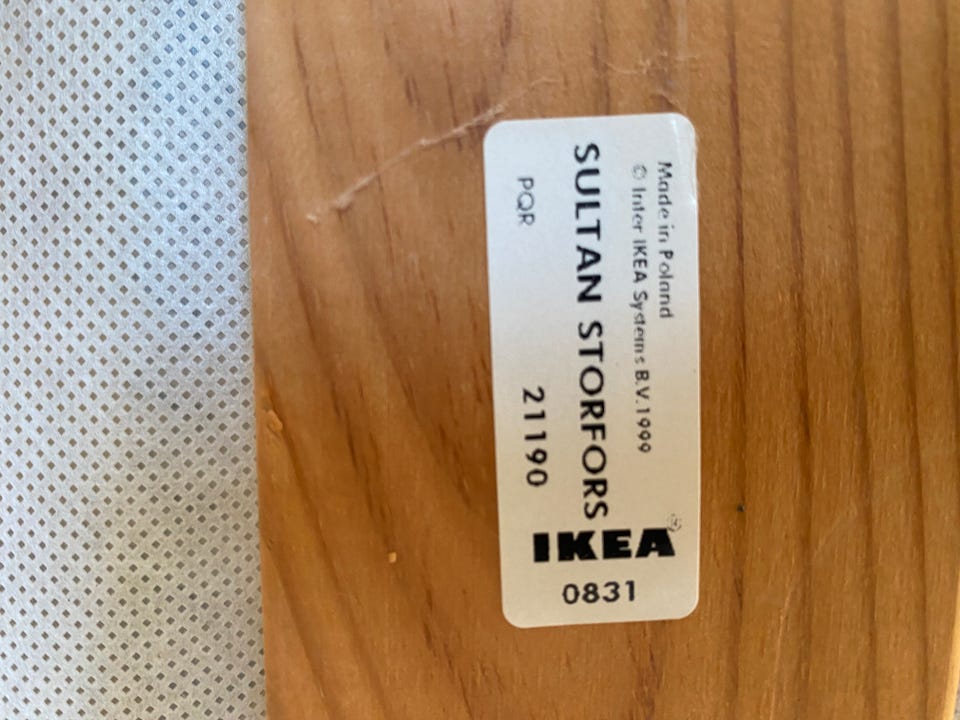 Made in Poland
© Inter IKEA Systems B.V. 1999
SULTAN STORFORS
PQR 21190
IKEA®
0831